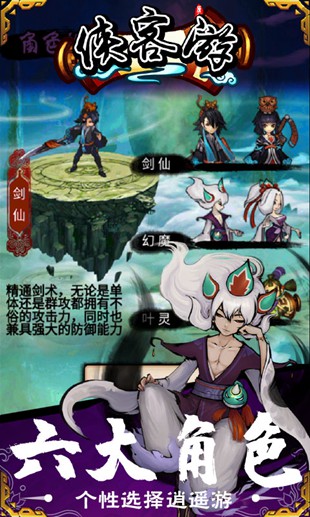 角色
侠客游
剑仙
剑仙
幻魔
精通剑术，无论是单
体还是群攻都拥有不
俗的攻击力，同时也
兼具强大的防御能力
叶灵
六大角色
个性选择逍遥游